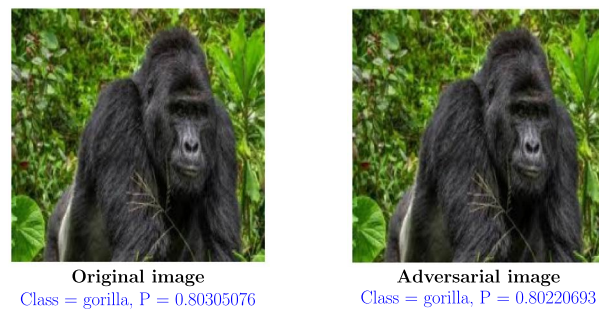 Original image
Class = gorilla, P = 0.80305076
Adversarial image
Class = gorilla, P = 0.80220693